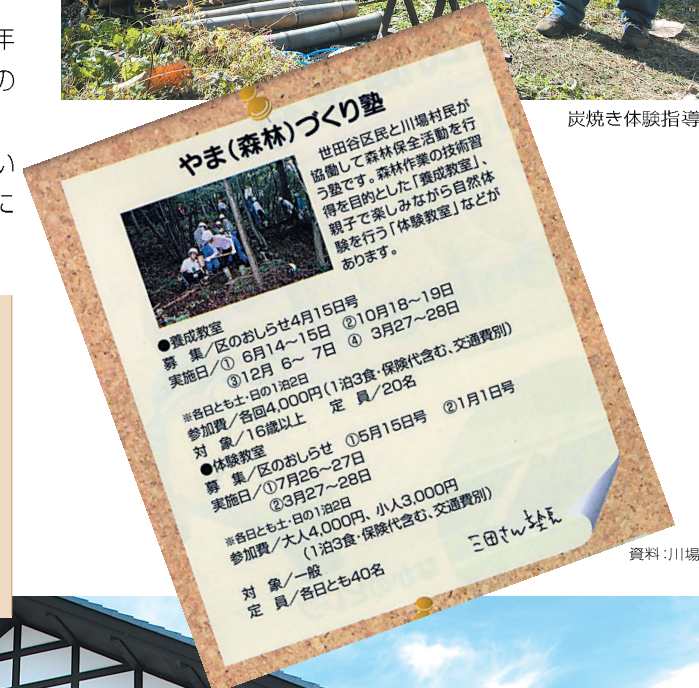 年
の
い
に
炭焼き体験指導
やま(森林)づくり塾
世田谷区民と川場村民が
協働して森林保全活動を行
う塾です。森林作業の技術習
得を目的とした「養成教室」、
親子で楽しみながら自然体
験を行う「体験教室」などが
あります。
●養成教室
募 集/区のおしらせ4月15日号
実施日/① 6月14～15日 ②10月18～19日
③12月 6～ 7日 ④ 3月27～28日
※各日とも土・日の1泊2日
参加費/各回4,000円(1泊3食・保険代含む、交通費別)
対 象/16歳以上 定 員/20名
●体験教室
募 集/区のおしらせ ①5月15日号 ②1月1日号
実施日/①7月26～27日
②3月27～28日
※各日とも土・日の1泊2日
参加費/大人4,000円、小人3,000円
(1泊3食・保険代含む、交通費別)
対 象/一般
定 員/各日とも40名
三田さん塾長
資料:川場